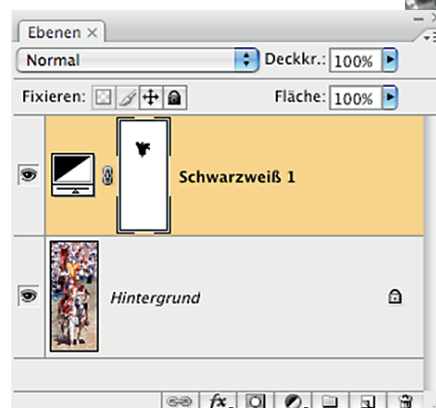 Ebenen ×
Normal Deckkr.: 100%
Fixieren: Fläche: 100%
Schwarzweiß 1
Hintergrund
fx.